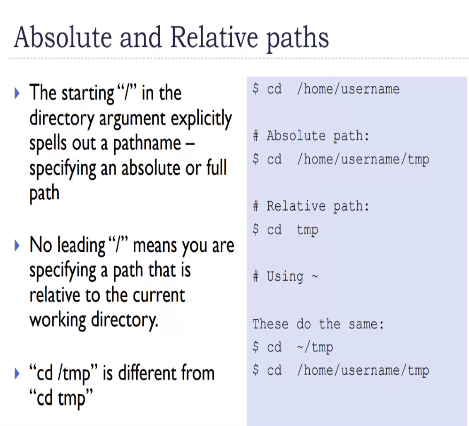 Absolute and Relative paths
The starting “/” in the
directory argument explicitly
spells out a pathname –
specifying an absolute or full
path
No leading “/” means you are
specifying a path that is
relative to the current
working directory.
“cd /tmp” is different from
“cd tmp”
$ cd  /home/username
# Absolute path:
$ cd  /home/username/tmp
# Relative path:
$ cd  tmp
# Using ~
These do the same:
$ cd  ~/tmp
$ cd  /home/username/tmp